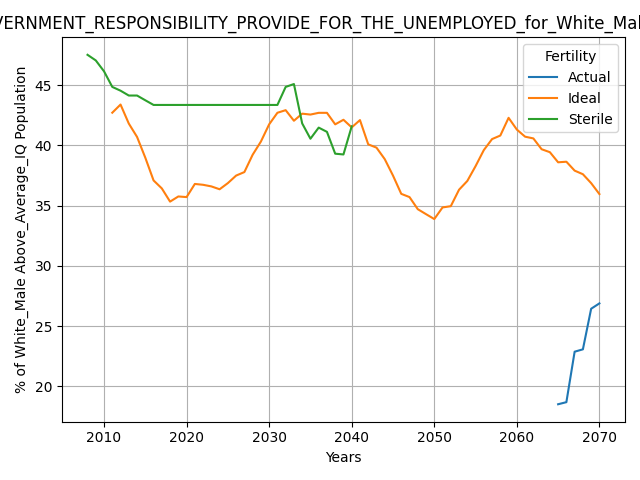 VERNMENT_RESPONSIBILITY_PROVIDE_FOR_THE_UNEMPLOYED_for_White_Mal
Fertility
Actual
Ideal
Sterile
% of White_Male Above_Average_IQ Population
45
40
35
30
25
20
2010 2020 2030 2040 2050 2060 2070
Years